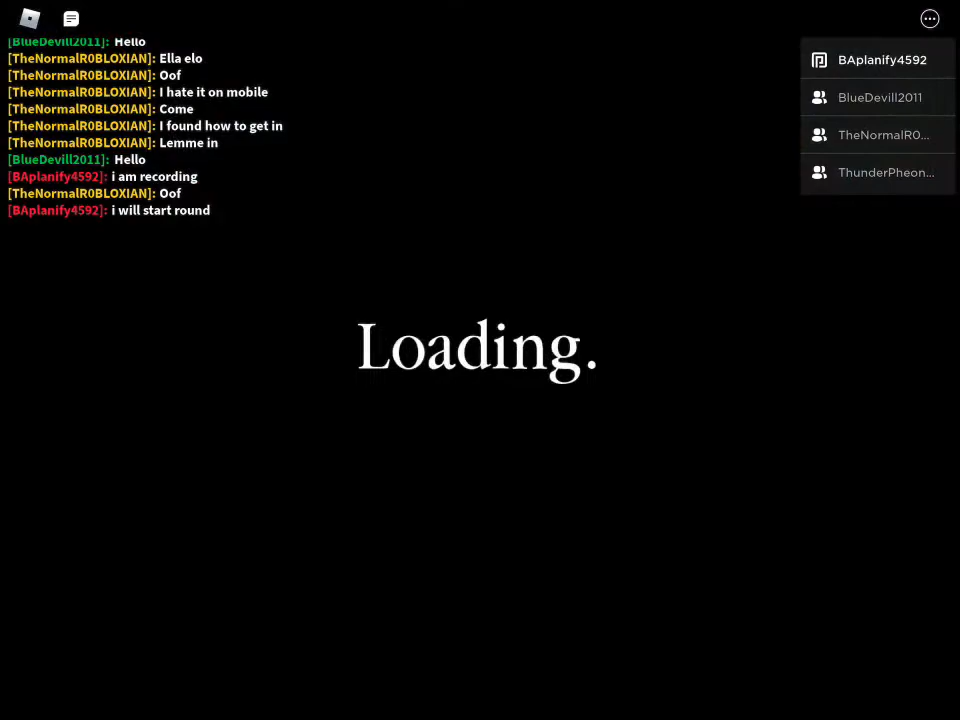 [BlueDevill2011]: Hello
[TheNormalR0BLOXIAN]: Ella elo
[TheNormalR0BLOXIAN]: Oof
[TheNormalR0BLOXIAN]: I hate it on mobile
[TheNormalR0BLOXIAN]: Come
[TheNormalR0BLOXIAN]: I found how to get in
[TheNormalR0BLOXIAN]: Lemme in
[BlueDevill2011]: Hello
[BAplanify4592]: i am recording
[TheNormalR0BLOXIAN]: Oof
[BAplanify4592]: i will start round
BAplanify4592
BlueDevill2011
TheNormalR0...
ThunderPheon...
Loading.